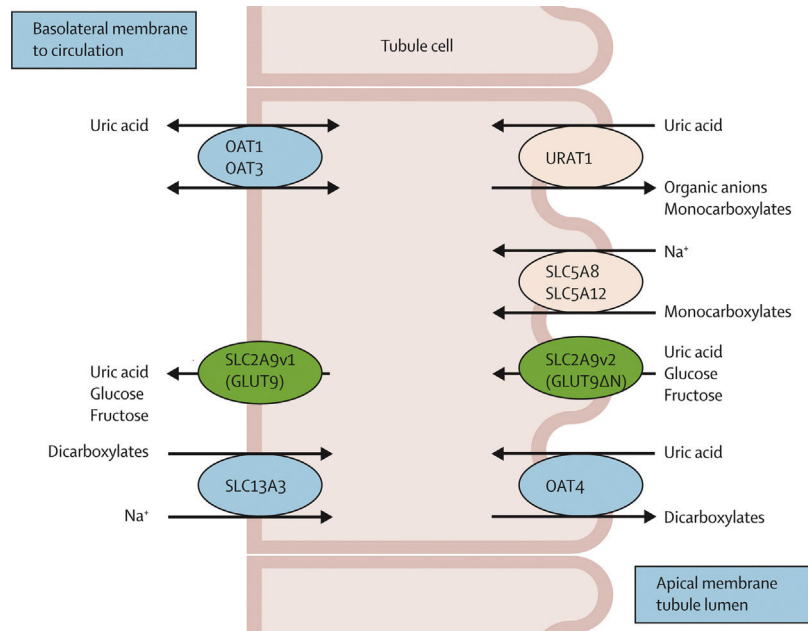 Basolateral membrane
to circulation
Tubule cell
Uric acid
OAT1
OAT3
Uric acid
URAT1
Organic anions
Monocarboxylates
Na⁺
SLC5A8
SLC5A12
Monocarboxylates
Uric acid
Glucose
Fructose
SLC2A9v1
(GLUT9)
SLC2A9v2
(GLUT9ΔN)
Uric acid
Glucose
Fructose
Dicarboxylates
SLC13A3
Na⁺
Uric acid
OAT4
Dicarboxylates
Apical membrane
tubule lumen